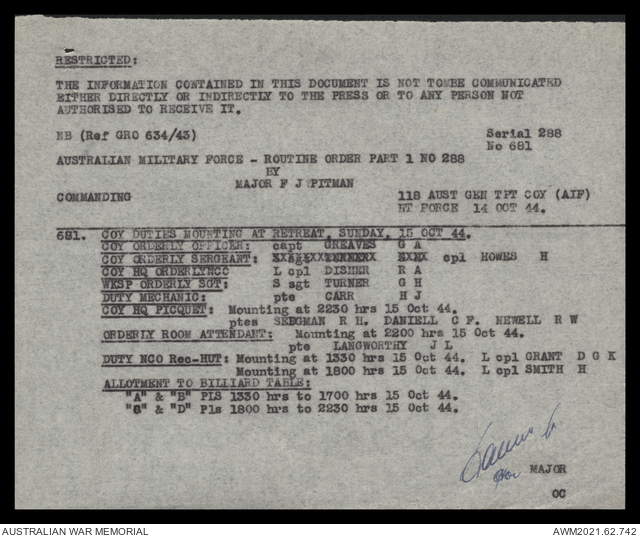 RESTRICTED:
THE INFORMATION CONTAINED IN THIS DOCUMENT IS NOT TOMBE COMMUNICATED
EITHER DIRECTLY OR INDIRECTLY TO THE PRESS OR TO ANY PERSON NOT
AUTHORISED TO RECEIVE IT.
NB (Ref GRO 634/43) Serial 288
No 681
AUSTRALIAN MILITARY FORCE - ROUTINE ORDER PART 1 NO 288
BY
MAJOR F J PITMAN
COMMANDING 118 AUST GEN TPT COY (AIF)
NT FORCE 14 OCT 44.
681. COY DUTIES MOUNTING AT RETREAT, SUNDAY, 15 OCT 44.
COY ORDERLY OFFICER: capt GREAVES G A
COY ORDERLY SERGEANT: cpl HOWES H
COY HQ ORDERLYNCO L cpl DISHER R A
WKSP ORDERLY SGT: S sgt TURNER G H
DUTY MECHANIC: pte CARR H J
COY HQ PICQUET: Mounting at 2230 hrs 15 Oct 44.
ptes SEEGMAN R H. DANIELL C F. NEWELL R W
ORDERLY ROOM ATTENDANT: Mounting at 2200 hrs 15 Oct 44.
pte LANGWORTHY J L
DUTY NCO Rec-HUT: Mounting at 1330 hrs 15 Oct 44. L cpl GRANT D G K
Mounting at 1800 hrs 15 Oct 44. L cpl SMITH H
ALLOTMENT TO BILLIARD TABLE:
"A" & "B" PLS 1330 hrs to 1700 hrs 15 Oct 44.
"C" & "D" Pls 1800 hrs to 2230 hrs 15 Oct 44.
for MAJOR
OC
AUSTRALIAN WAR MEMORIAL AWM2021.62.742